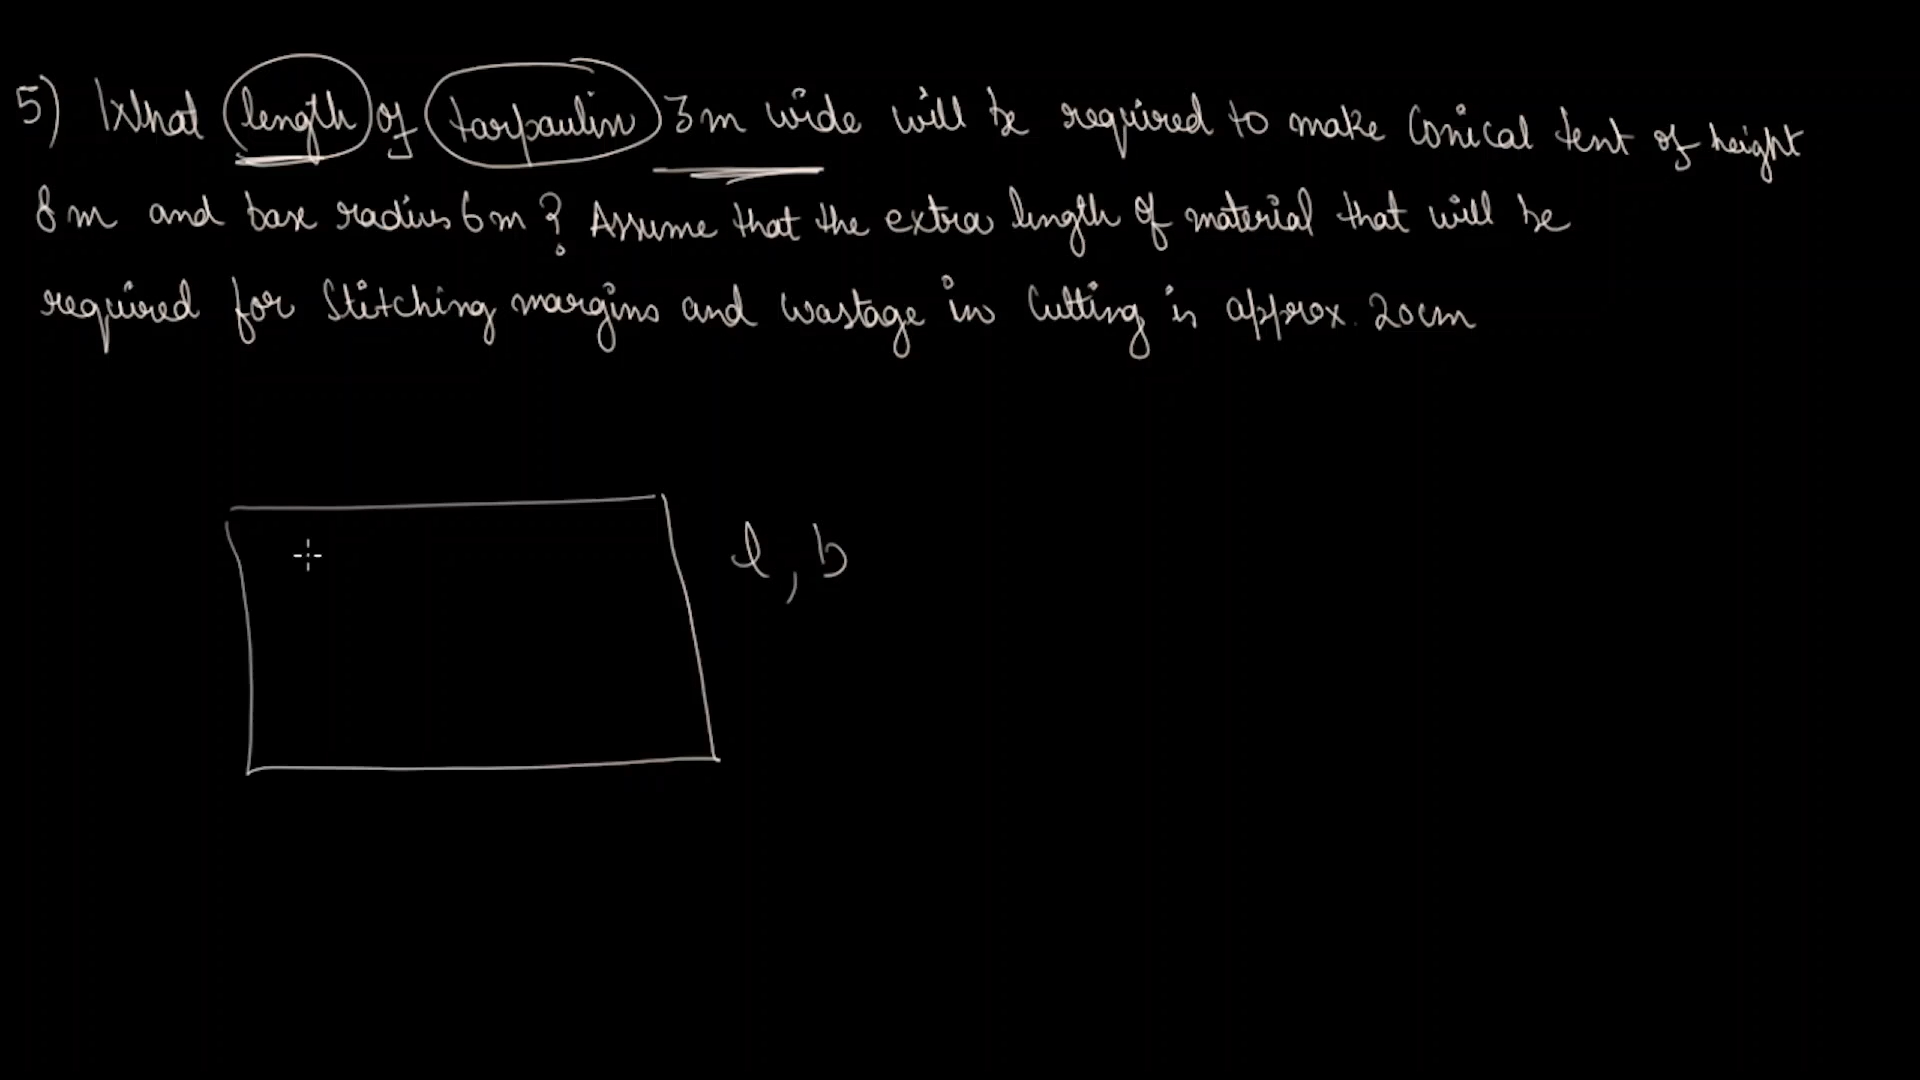 5) What length of tarpaulin 3m wide will be required to make Conical tent of height
8m and base radius 6m? Assume that the extra length of material that will be
required for Stitching margins and wastage in Cutting is approx. 20cm
l, b